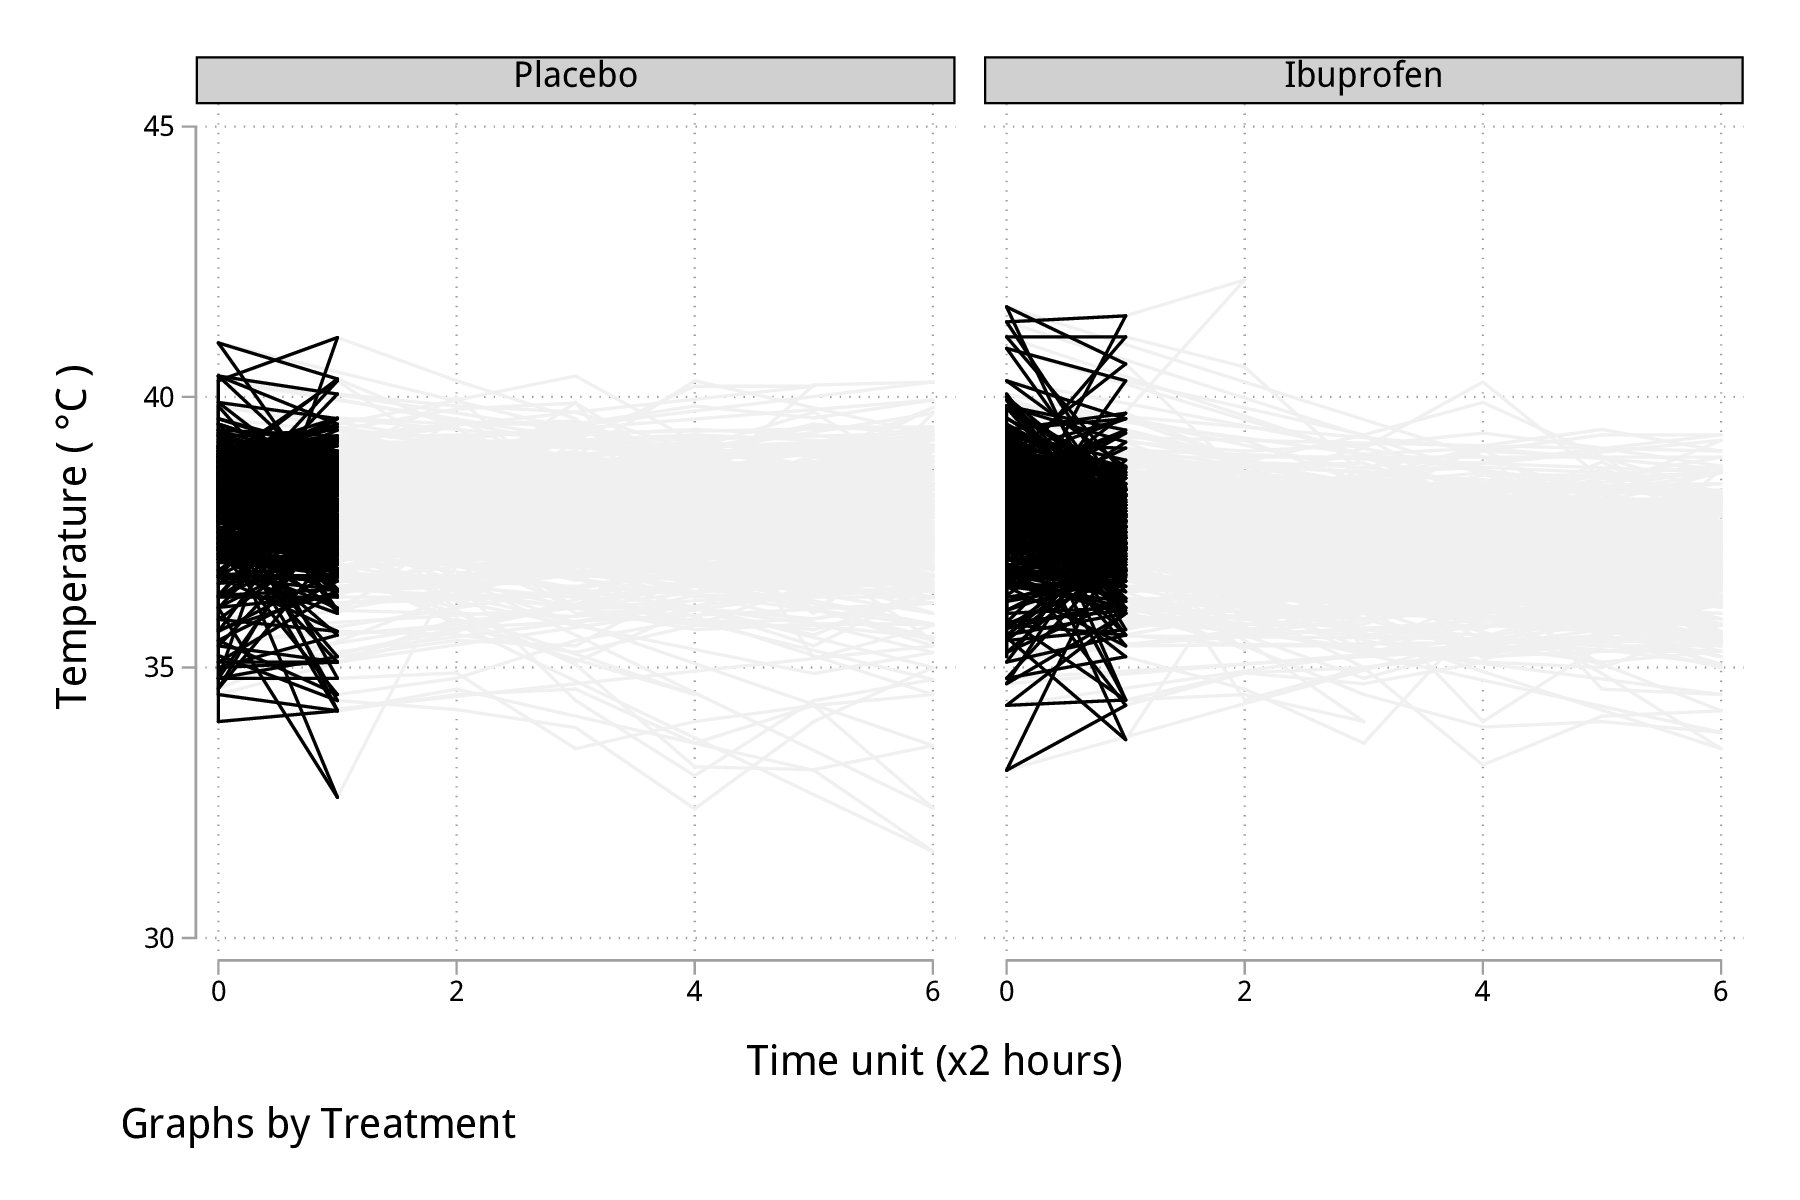 Placebo
Ibuprofen
45
40
35
30
Temperature ( °C )
0 2 4 6
0 2 4 6
Time unit (x2 hours)
Graphs by Treatment